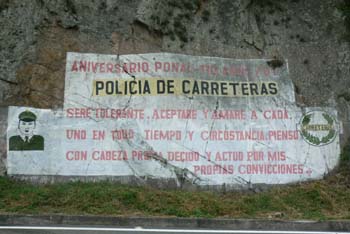 ANIVERSARIO PONAL
POLICIA DE CARRETERAS
SERE TOLERANTE, ACEPTARE Y AMARE A CADA
UNO EN TODO TIEMPO Y CIRCUSTANCIA. PIENSO
CON CABEZA PROPIA DECIDO Y ACTUO POR MIS
PROPIAS CONVICCIONES.